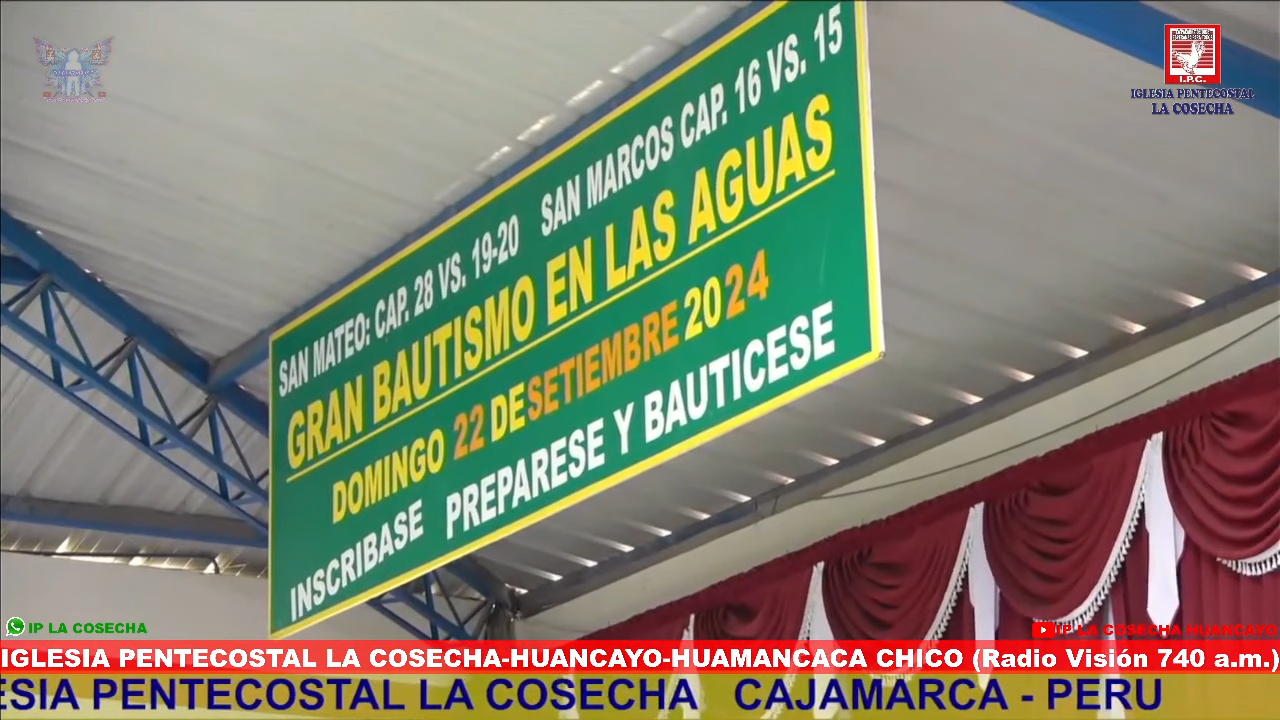 I.P.C.
IGLESIA PENTECOSTAL
LA COSECHA
SAN MATEO: CAP. 28 VS. 19-20 SAN MARCOS CAP. 16 VS. 15
GRAN BAUTISMO EN LAS AGUAS
DOMINGO 22 DE SETIEMBRE 2024
INSCRIBASE PREPARESE Y BAUTICESE
IP LA COSECHA
IP LA COSECHA HUANCAYO
IGLESIA PENTECOSTAL LA COSECHA-HUANCAYO-HUAMANCACA CHICO (Radio Visión 740 a.m.)
ESIA PENTECOSTAL LA COSECHA CAJAMARCA - PERU